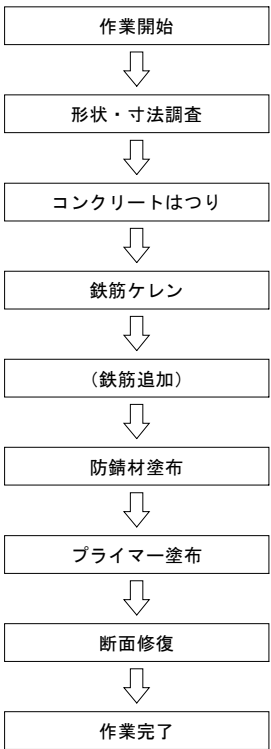 作業開始
形状・寸法調査
コンクリートはつり
鉄筋ケレン
(鉄筋追加)
防錆材塗布
プライマー塗布
断面修復
作業完了